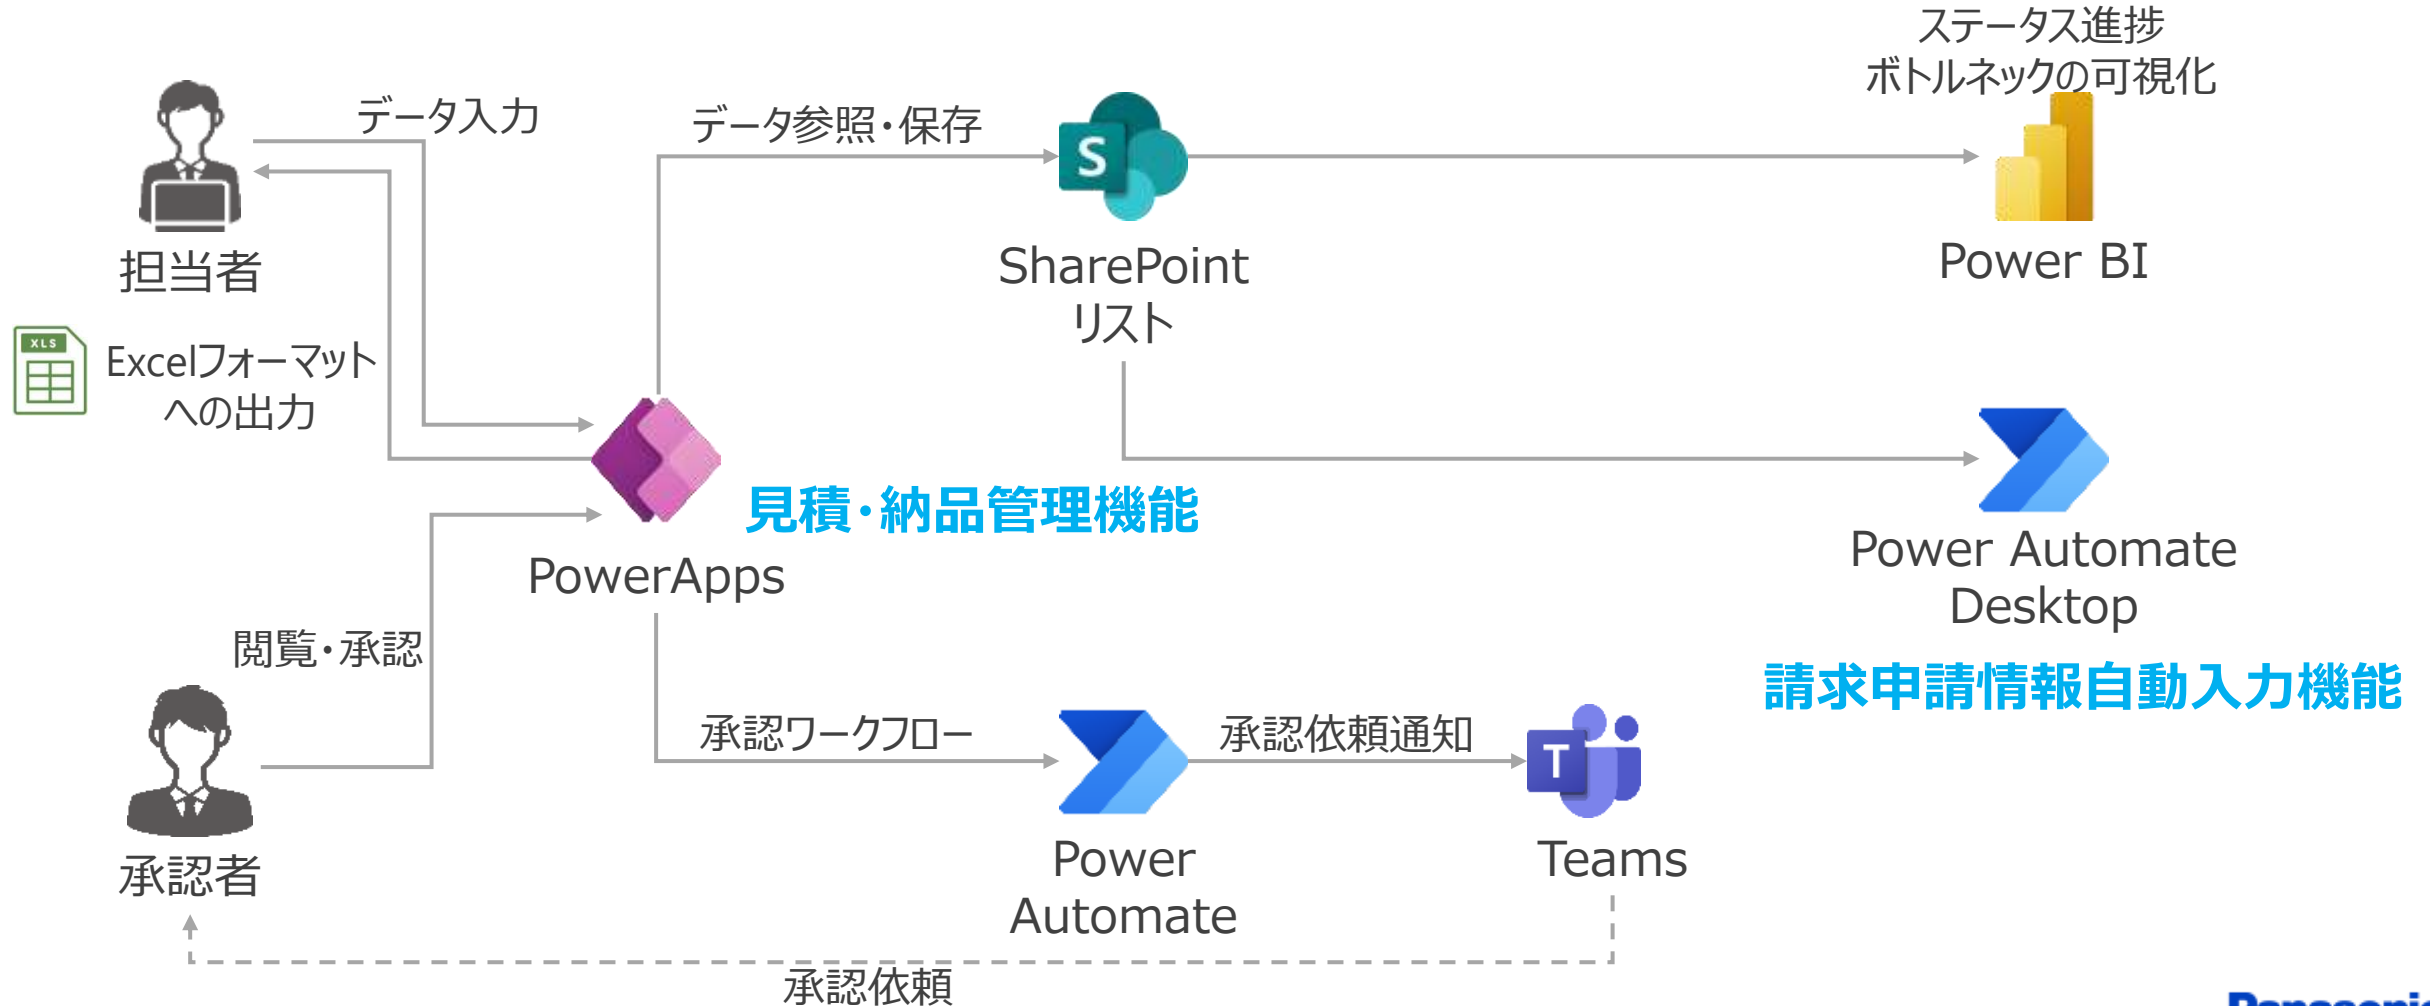 ステータス進捗
ボトルネックの可視化
データ入力
データ参照・保存
S
担当者
SharePoint
リスト
Power BI
XLS
Excelフォーマット
への出力
見積・納品管理機能
PowerApps
Power Automate
Desktop
請求申請情報自動入力機能
閲覧・承認
承認ワークフロー
承認依頼通知
T
承認者
Power
Automate
Teams
承認依頼